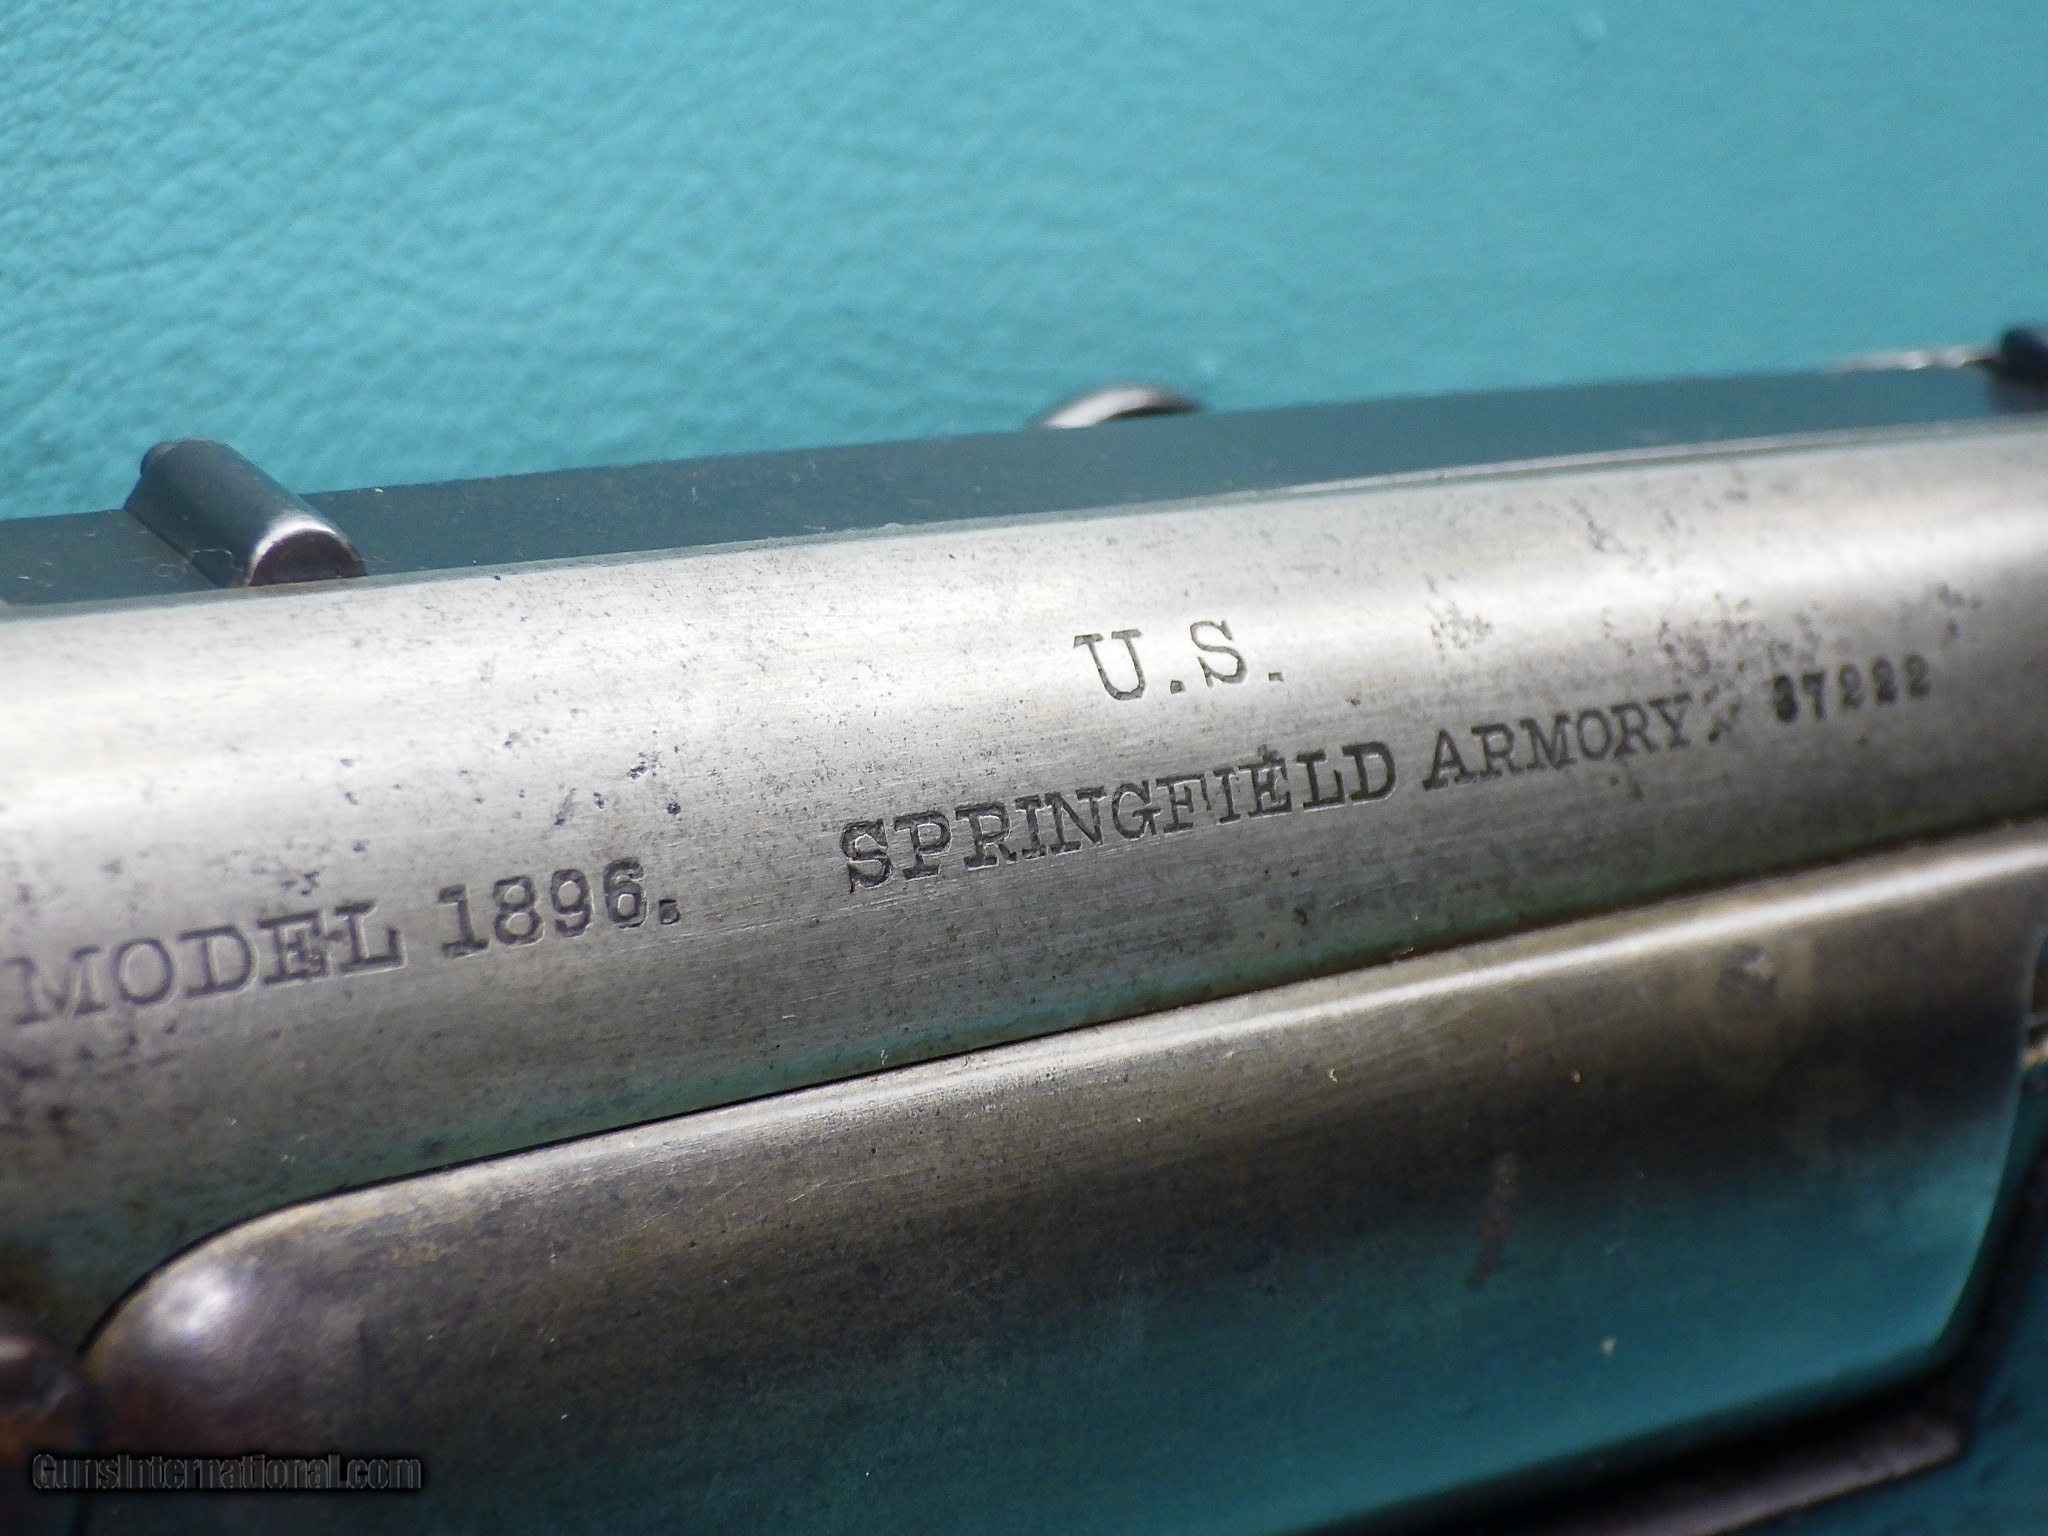 U.S.
MODEL 1896. SPRINGFIELD ARMORY. 37222
GunsInternational.com